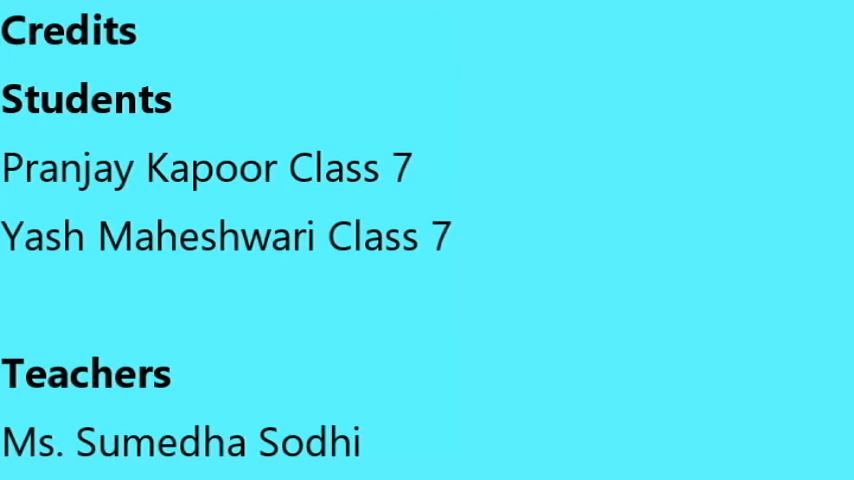 Credits
Students
Pranjay Kapoor Class 7
Yash Maheshwari Class 7
Teachers
Ms. Sumedha Sodhi